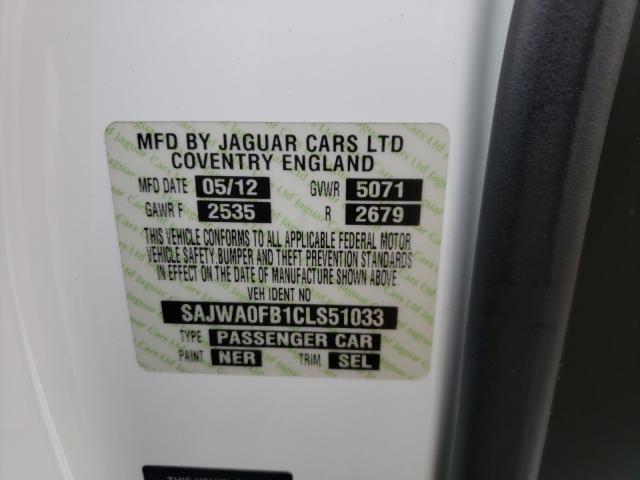 MFD BY JAGUAR CARS LTD
COVENTRY ENGLAND
MFD DATE 05/12 GVWR 5071
GAWR F 2535 R 2679
THIS VEHICLE CONFORMS TO ALL APPLICABLE FEDERAL MOTOR
VEHICLE SAFETY BUMPER AND THEFT PREVENTION STANDARDS
IN EFFECT ON THE DATE OF MANUFACTURE SHOWN ABOVE
VEH IDENT NO
SAJWA0FB1CLS51033
TYPE PASSENGER CAR
PAINT NER TRIM SEL
THIS